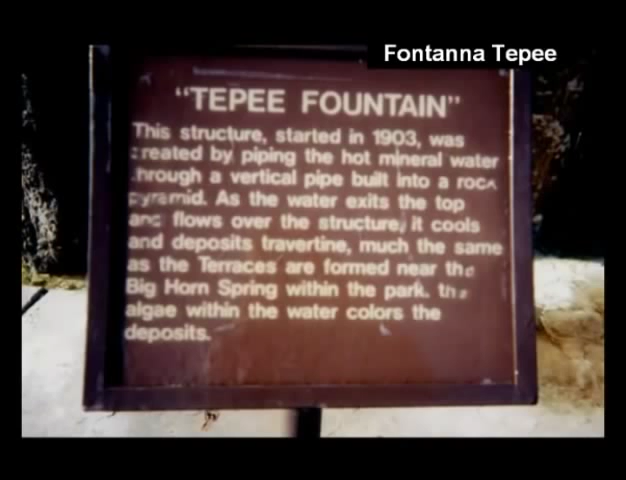 Fontanna Tepee
"TEPEE FOUNTAIN"
This structure, started in 1903, was
created by piping the hot mineral water
through a vertical pipe built into a rock
pyramid. As the water exits the top
and flows over the structure, it cools
and deposits travertine, much the same
as the Terraces are formed near the
Big Horn Spring within the park. the
algae within the water colors the
deposits.